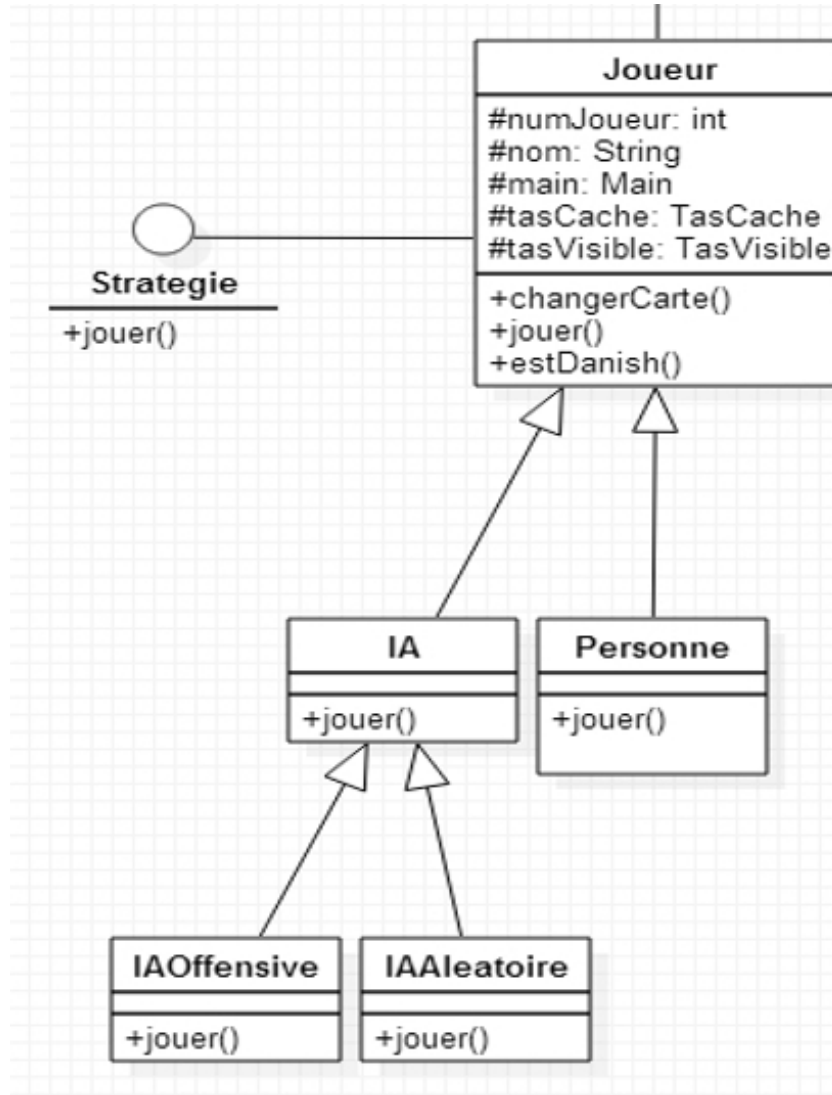 Joueur
#numJoueur: int
#nom: String
#main: Main
#tasCache: TasCache
#tasVisible: TasVisible
+changerCarte()
+jouer()
+estDanish()
Strategie
+jouer()
IA
+jouer()
Personne
+jouer()
IAOffensive
+jouer()
IAAleatoire
+jouer()